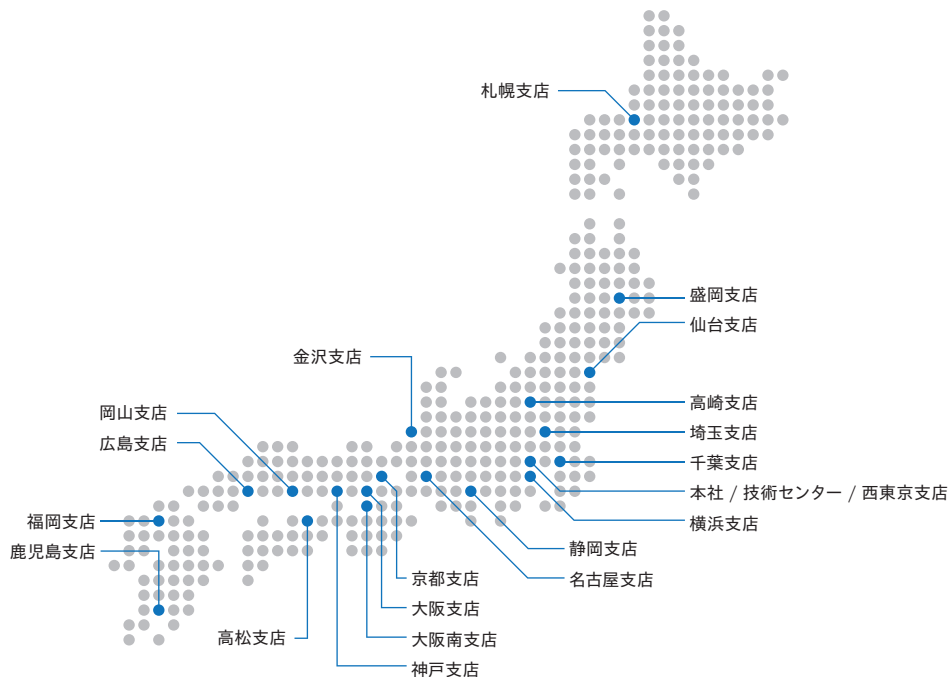 札幌支店
盛岡支店
仙台支店
金沢支店
高崎支店
岡山支店
埼玉支店
広島支店
千葉支店
本社 / 技術センター / 西東京支店
福岡支店
横浜支店
鹿児島支店
静岡支店
京都支店
名古屋支店
大阪支店
高松支店
大阪南支店
神戸支店